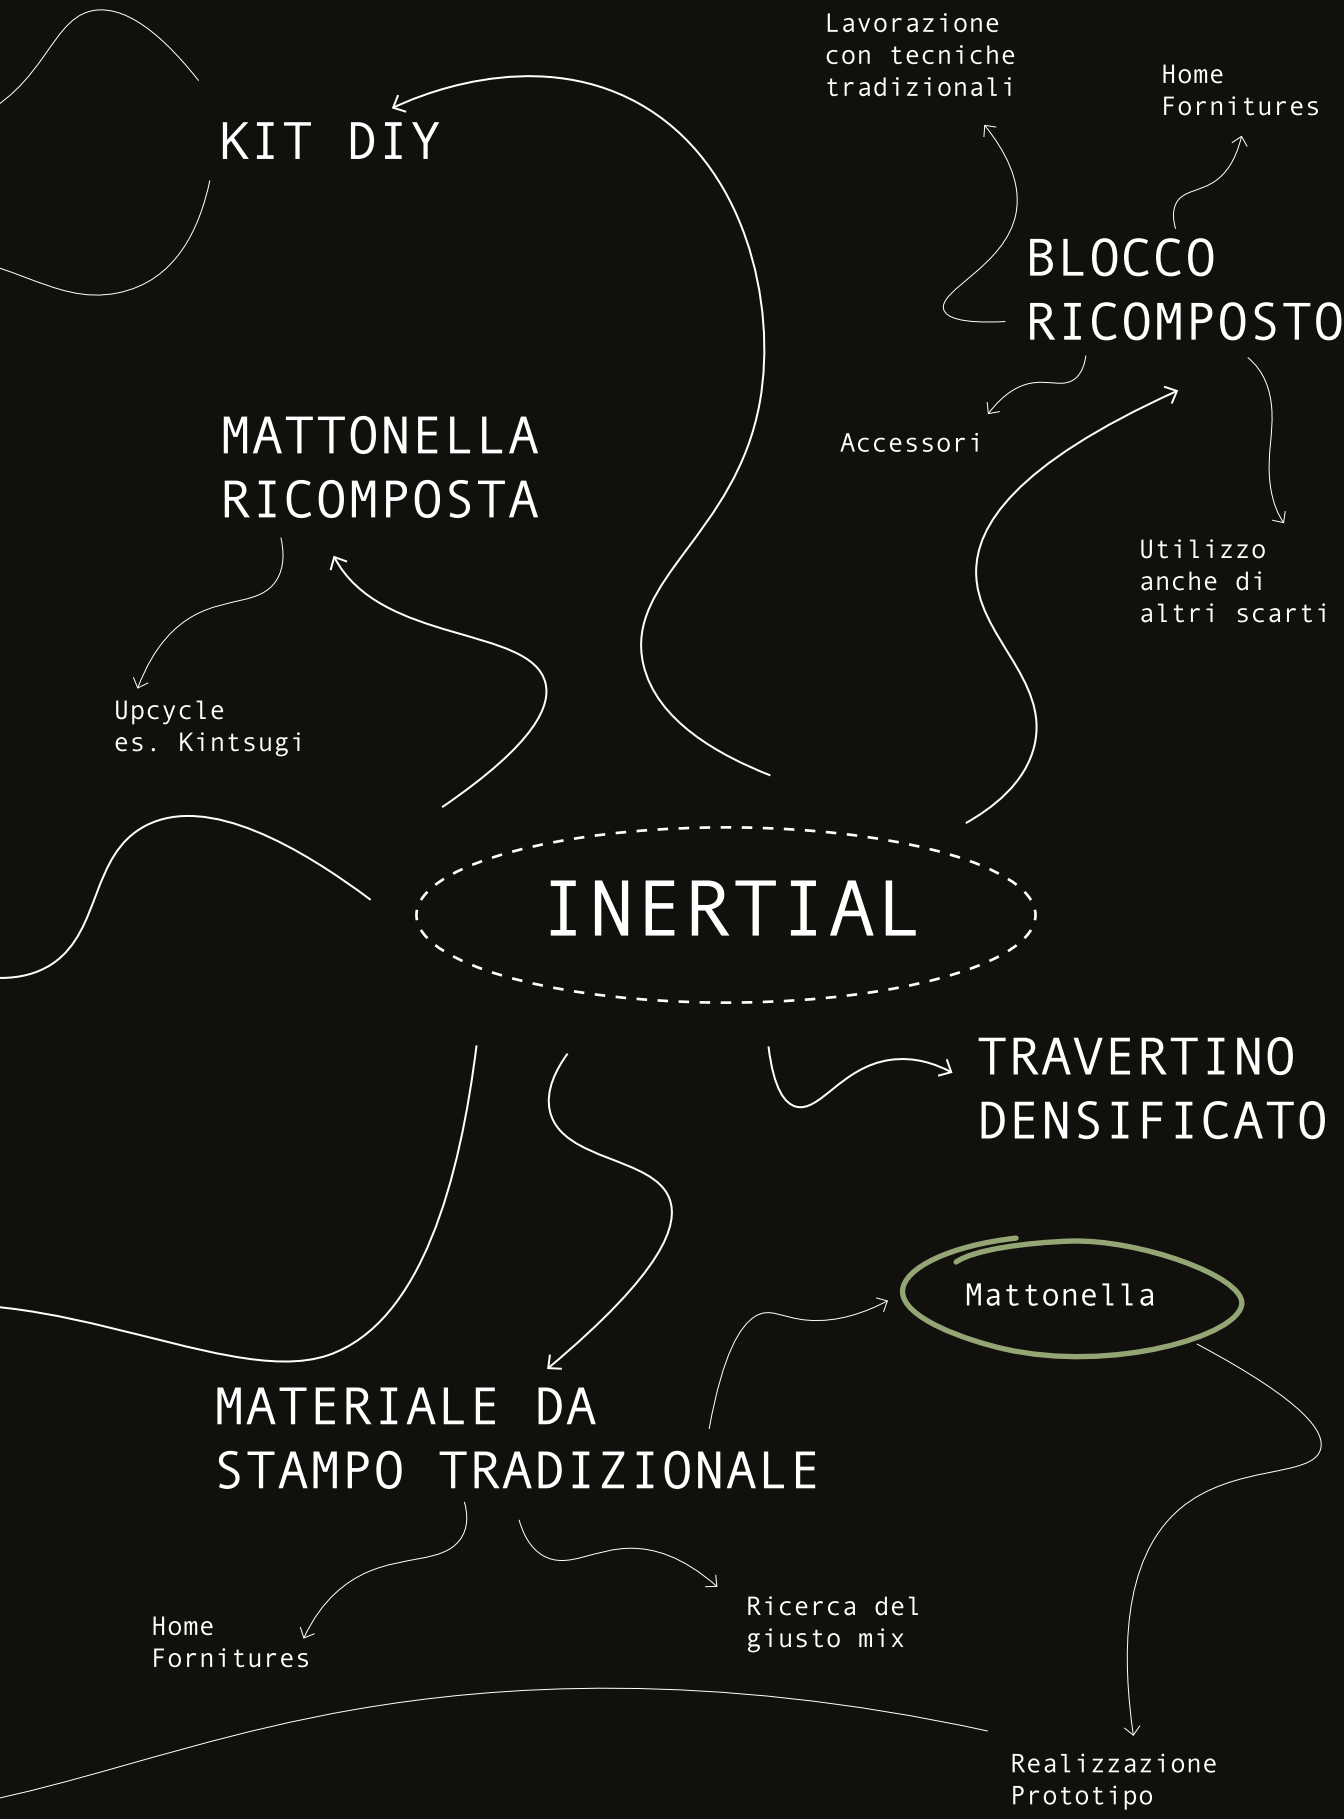 Lavorazione
con tecniche
tradizionali
Home
Fornitures
KIT DIY
BLOCCO
RICOMPOSTO
MATTONELLA
RICOMPOSTA
Accessori
Utilizzo
anche di
altri scarti
Upcycle
es. Kintsugi
INERTIAL
TRAVERTINO
DENSIFICATO
Mattonella
MATERIALE DA
STAMPO TRADIZIONALE
Home
Fornitures
Ricerca del
giusto mix
Realizzazione
Prototipo